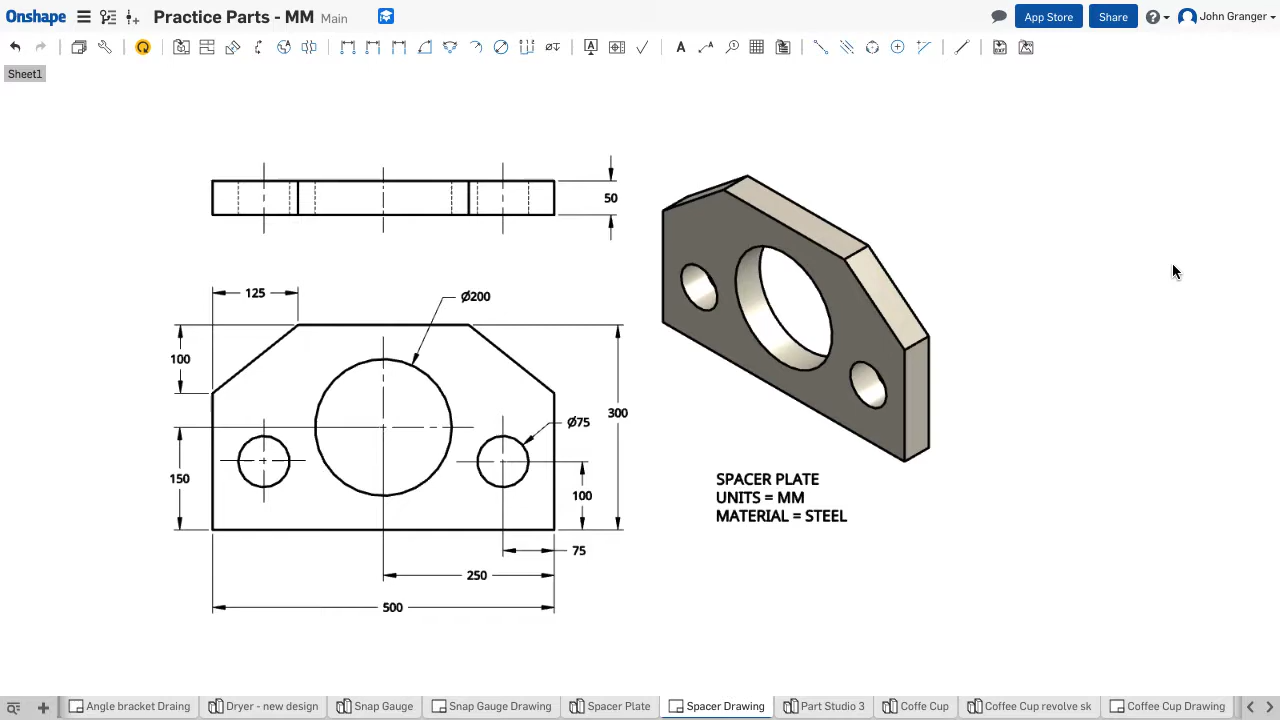 Onshape
Practice Parts - MM Main
App Store
Share
John Granger
Sheet1
50
125
Ø200
100
Ø75
300
150
100
75
250
500
SPACER PLATE
UNITS = MM
MATERIAL = STEEL
Angle bracket Draing
Dryer - new design
Snap Gauge
Snap Gauge Drawing
Spacer Plate
Spacer Drawing
Part Studio 3
Coffe Cup
Coffee Cup revolve sk
Coffee Cup Drawing